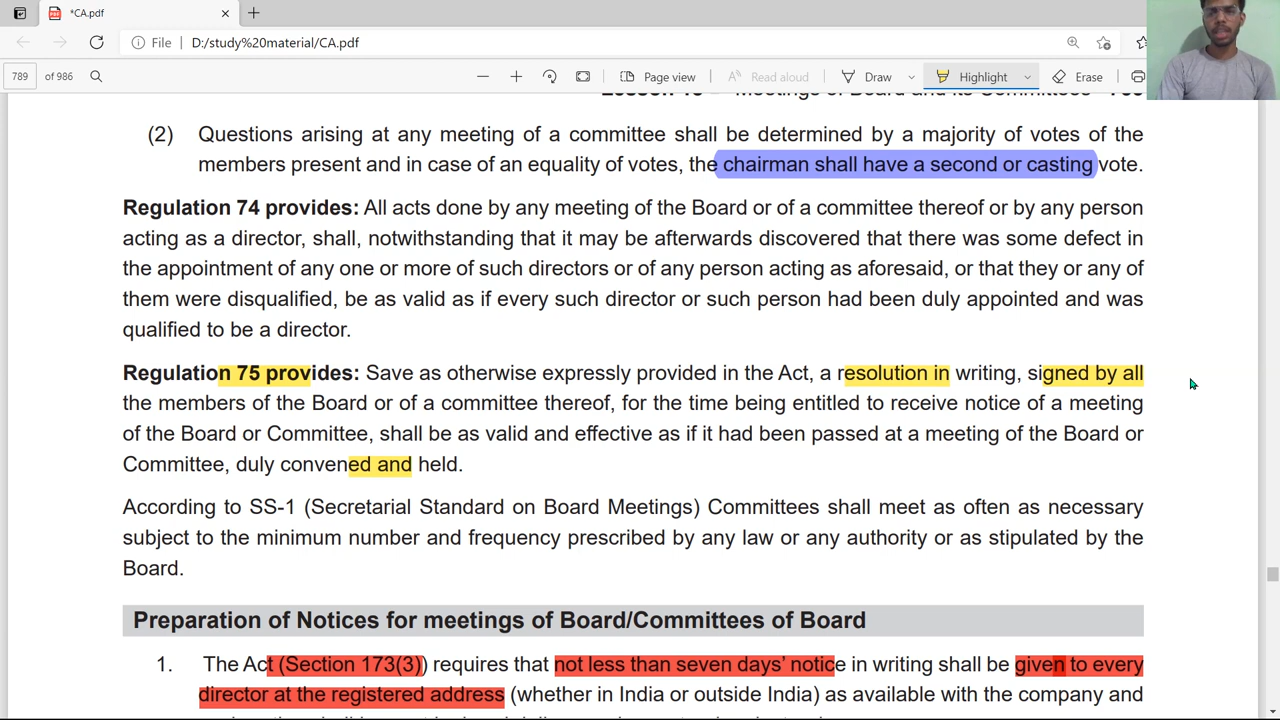 *CA.pdf
File
D:/study%20material/CA.pdf
789 of 986
Page view
Read aloud
Draw
Highlight
Erase
Meetings of Board and its Committees
(2) Questions arising at any meeting of a committee shall be determined by a majority of votes of the
members present and in case of an equality of votes, the chairman shall have a second or casting vote.
Regulation 74 provides: All acts done by any meeting of the Board or of a committee thereof or by any person
acting as a director, shall, notwithstanding that it may be afterwards discovered that there was some defect in
the appointment of any one or more of such directors or of any person acting as aforesaid, or that they or any of
them were disqualified, be as valid as if every such director or such person had been duly appointed and was
qualified to be a director.
Regulation 75 provides: Save as otherwise expressly provided in the Act, a resolution in writing, signed by all
the members of the Board or of a committee thereof, for the time being entitled to receive notice of a meeting
of the Board or Committee, shall be as valid and effective as if it had been passed at a meeting of the Board or
Committee, duly convened and held.
According to SS-1 (Secretarial Standard on Board Meetings) Committees shall meet as often as necessary
subject to the minimum number and frequency prescribed by any law or any authority or as stipulated by the
Board.
Preparation of Notices for meetings of Board/Committees of Board
1. The Act (Section 173(3)) requires that not less than seven days' notice in writing shall be given to every
director at the registered address (whether in India or outside India) as available with the company and